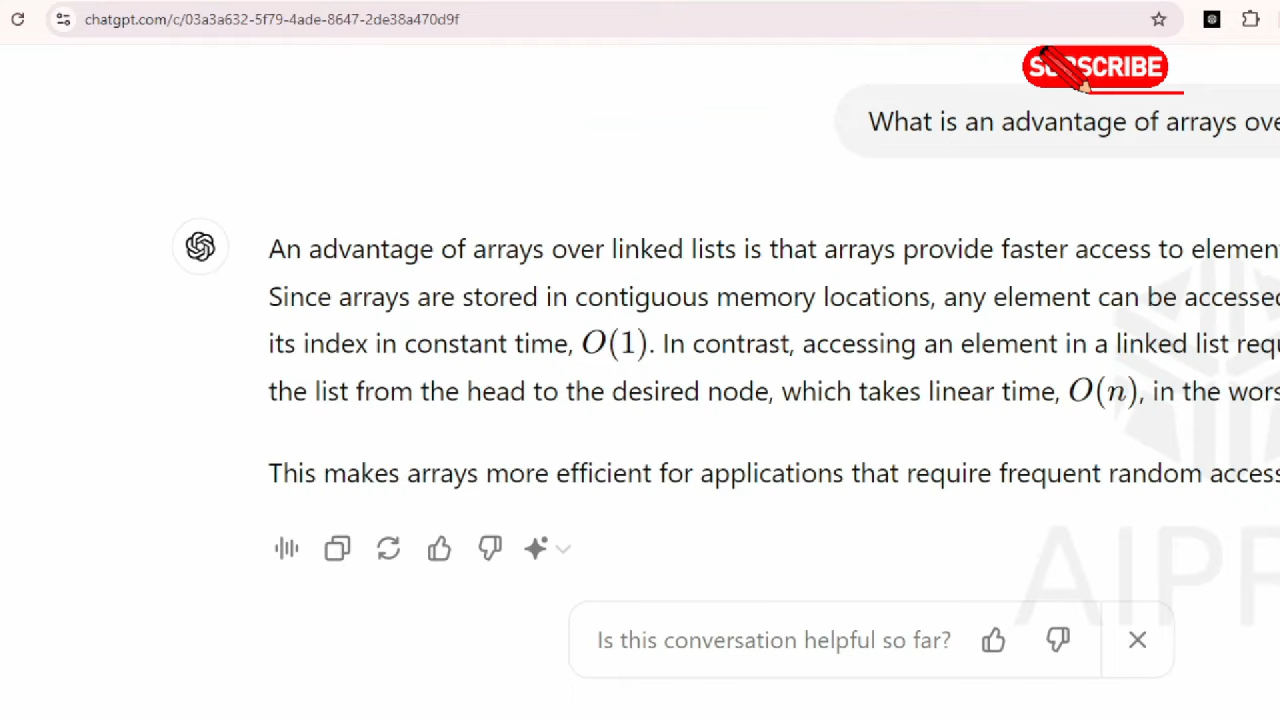 chatgpt.com/c/03a3a632-5f79-4ade-8647-2de38a470d9f
SUBSCRIBE
What is an advantage of arrays ove
An advantage of arrays over linked lists is that arrays provide faster access to elemen
Since arrays are stored in contiguous memory locations, any element can be accessed
its index in constant time, O(1). In contrast, accessing an element in a linked list requ
the list from the head to the desired node, which takes linear time, O(n), in the wors
This makes arrays more efficient for applications that require frequent random access
AIPR
Is this conversation helpful so far?